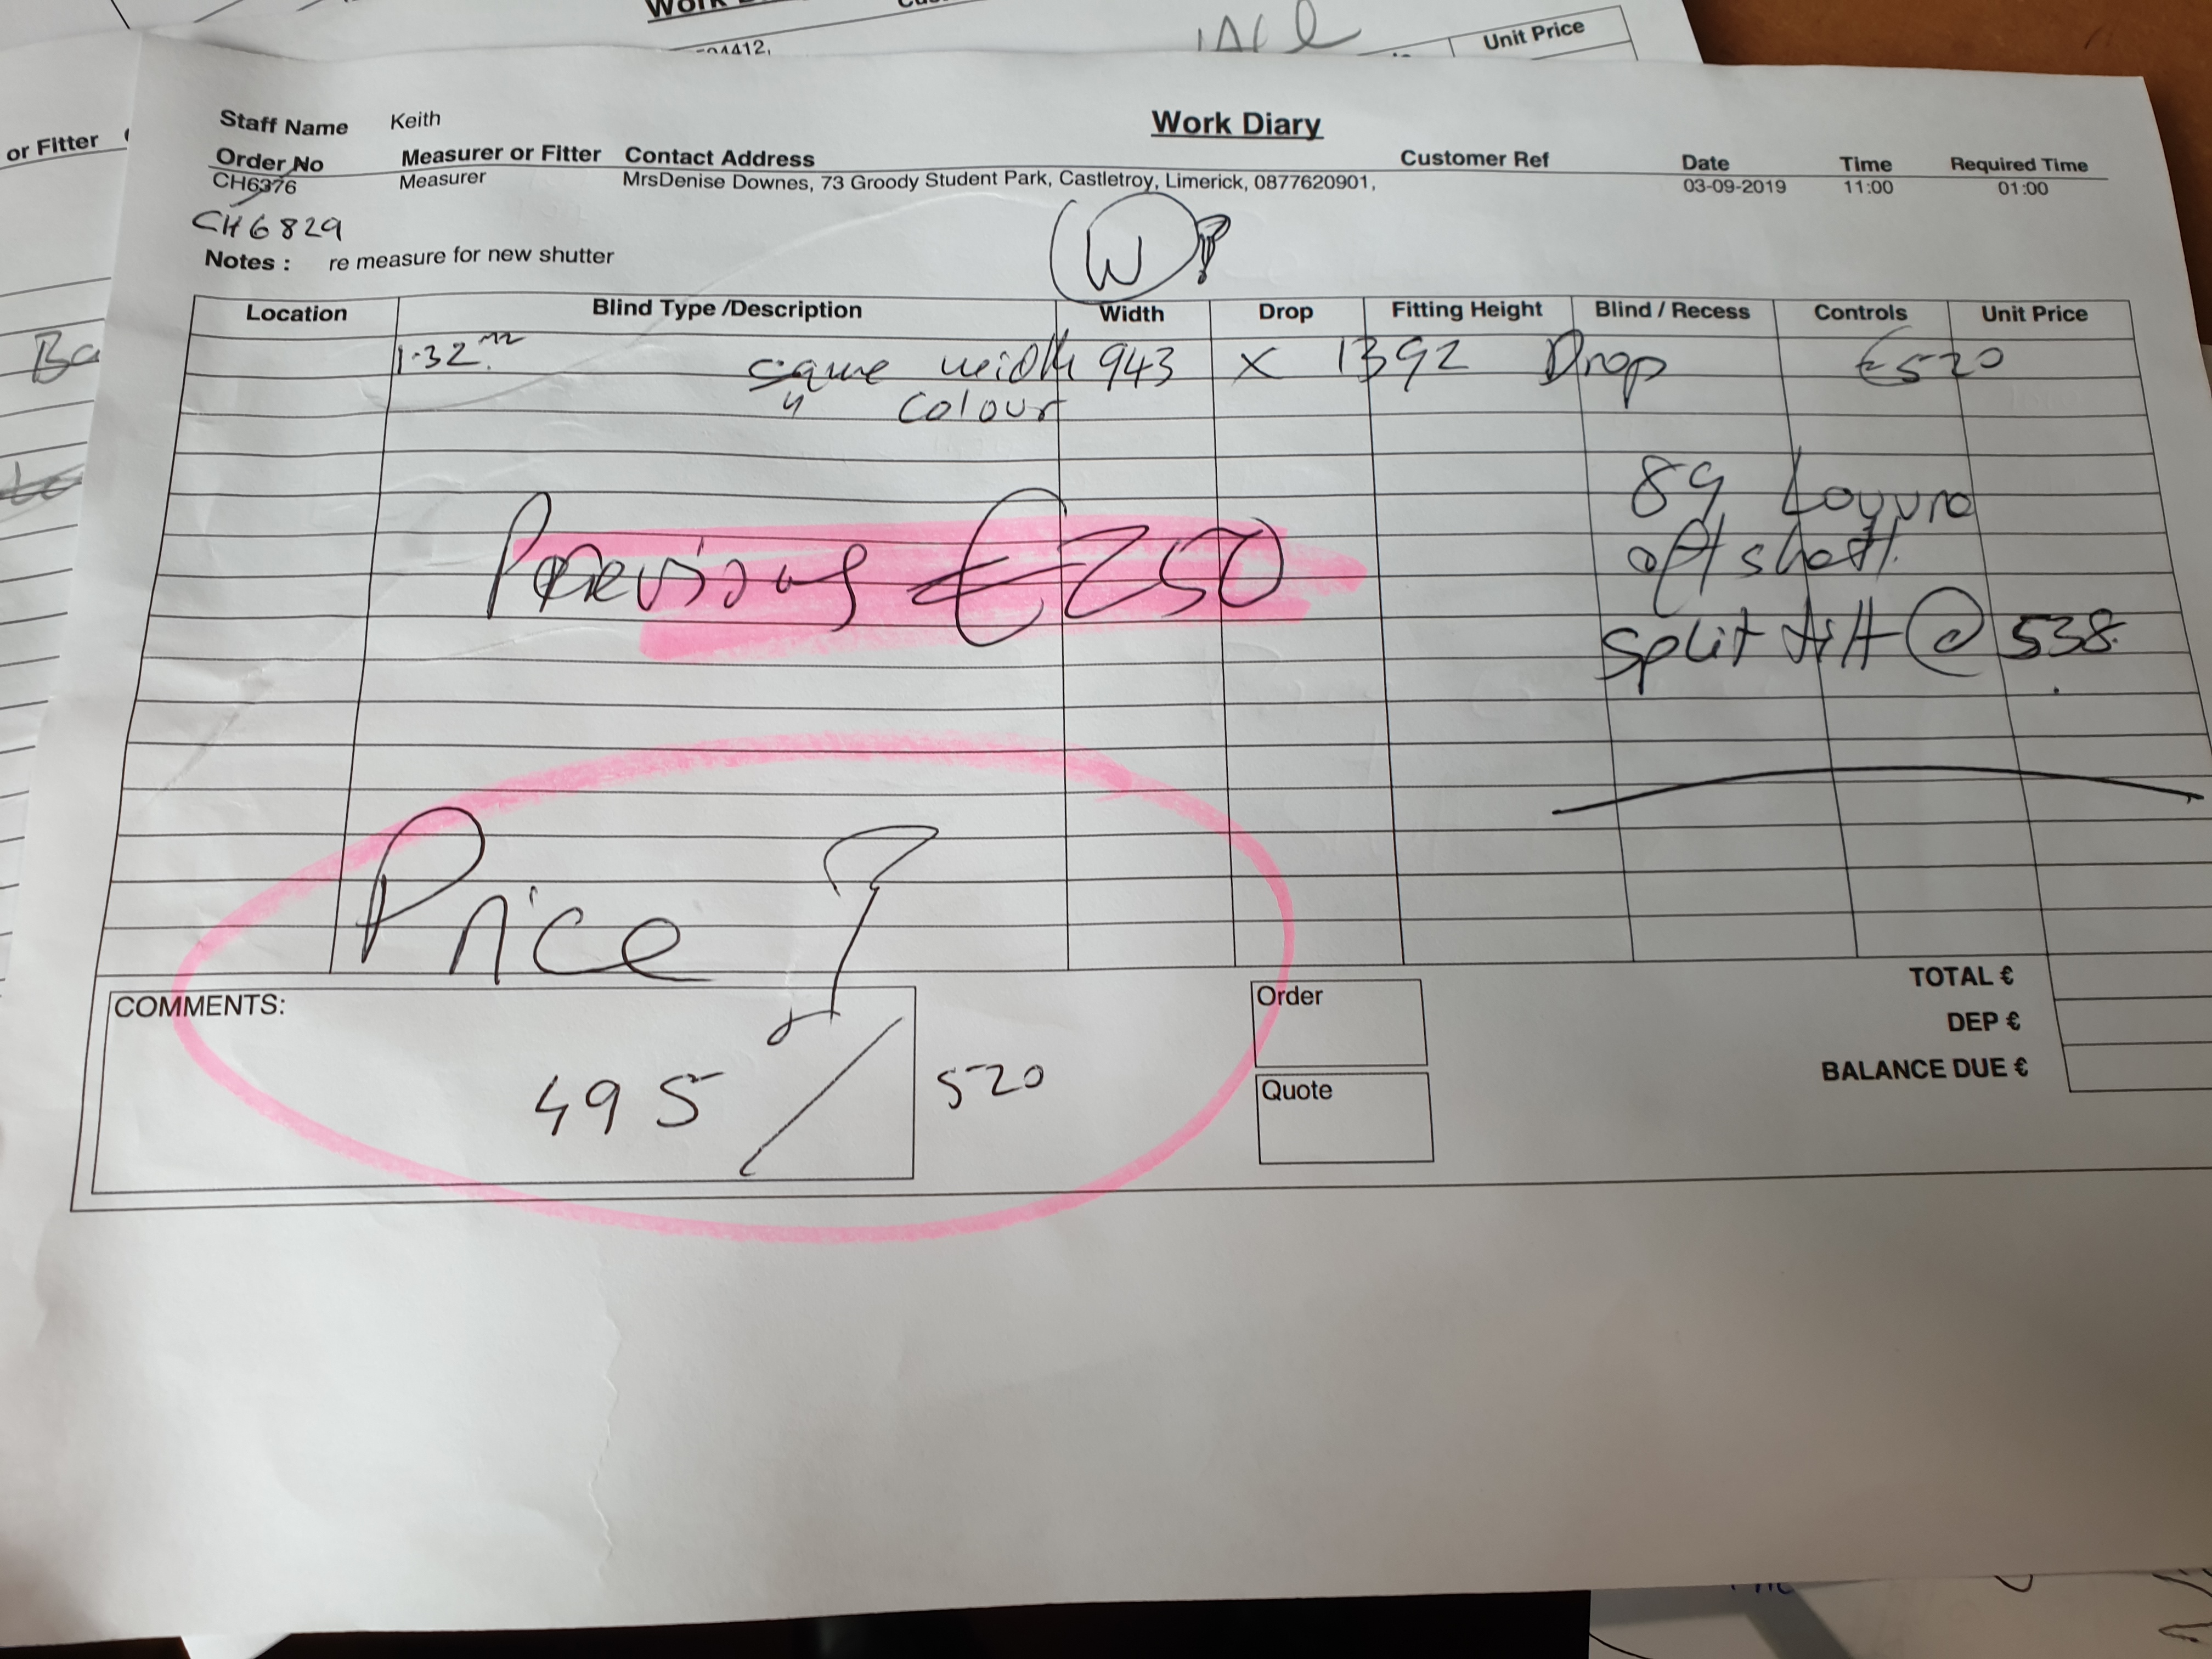 Unit Price
or Fitter
Work Diary
Staff Name Keith
Order No Measurer or Fitter Contact Address Customer Ref Date Time Required Time
CH6376 Measurer MrsDenise Downes, 73 Groody Student Park, Castletroy, Limerick, 0877620901, 03-09-2019 11:00 01:00
CH6829
W
Notes : re measure for new shutter
Location Blind Type /Description Width Drop Fitting Height Blind / Recess Controls Unit Price
1.32 same width 943 x 1392 Drop €520
" colour
89 Louvre
off shelf.
Previous €250
split tilt @ 538.
Price ?
COMMENTS:
495 / 520
Order
Quote
TOTAL €
DEP €
BALANCE DUE €